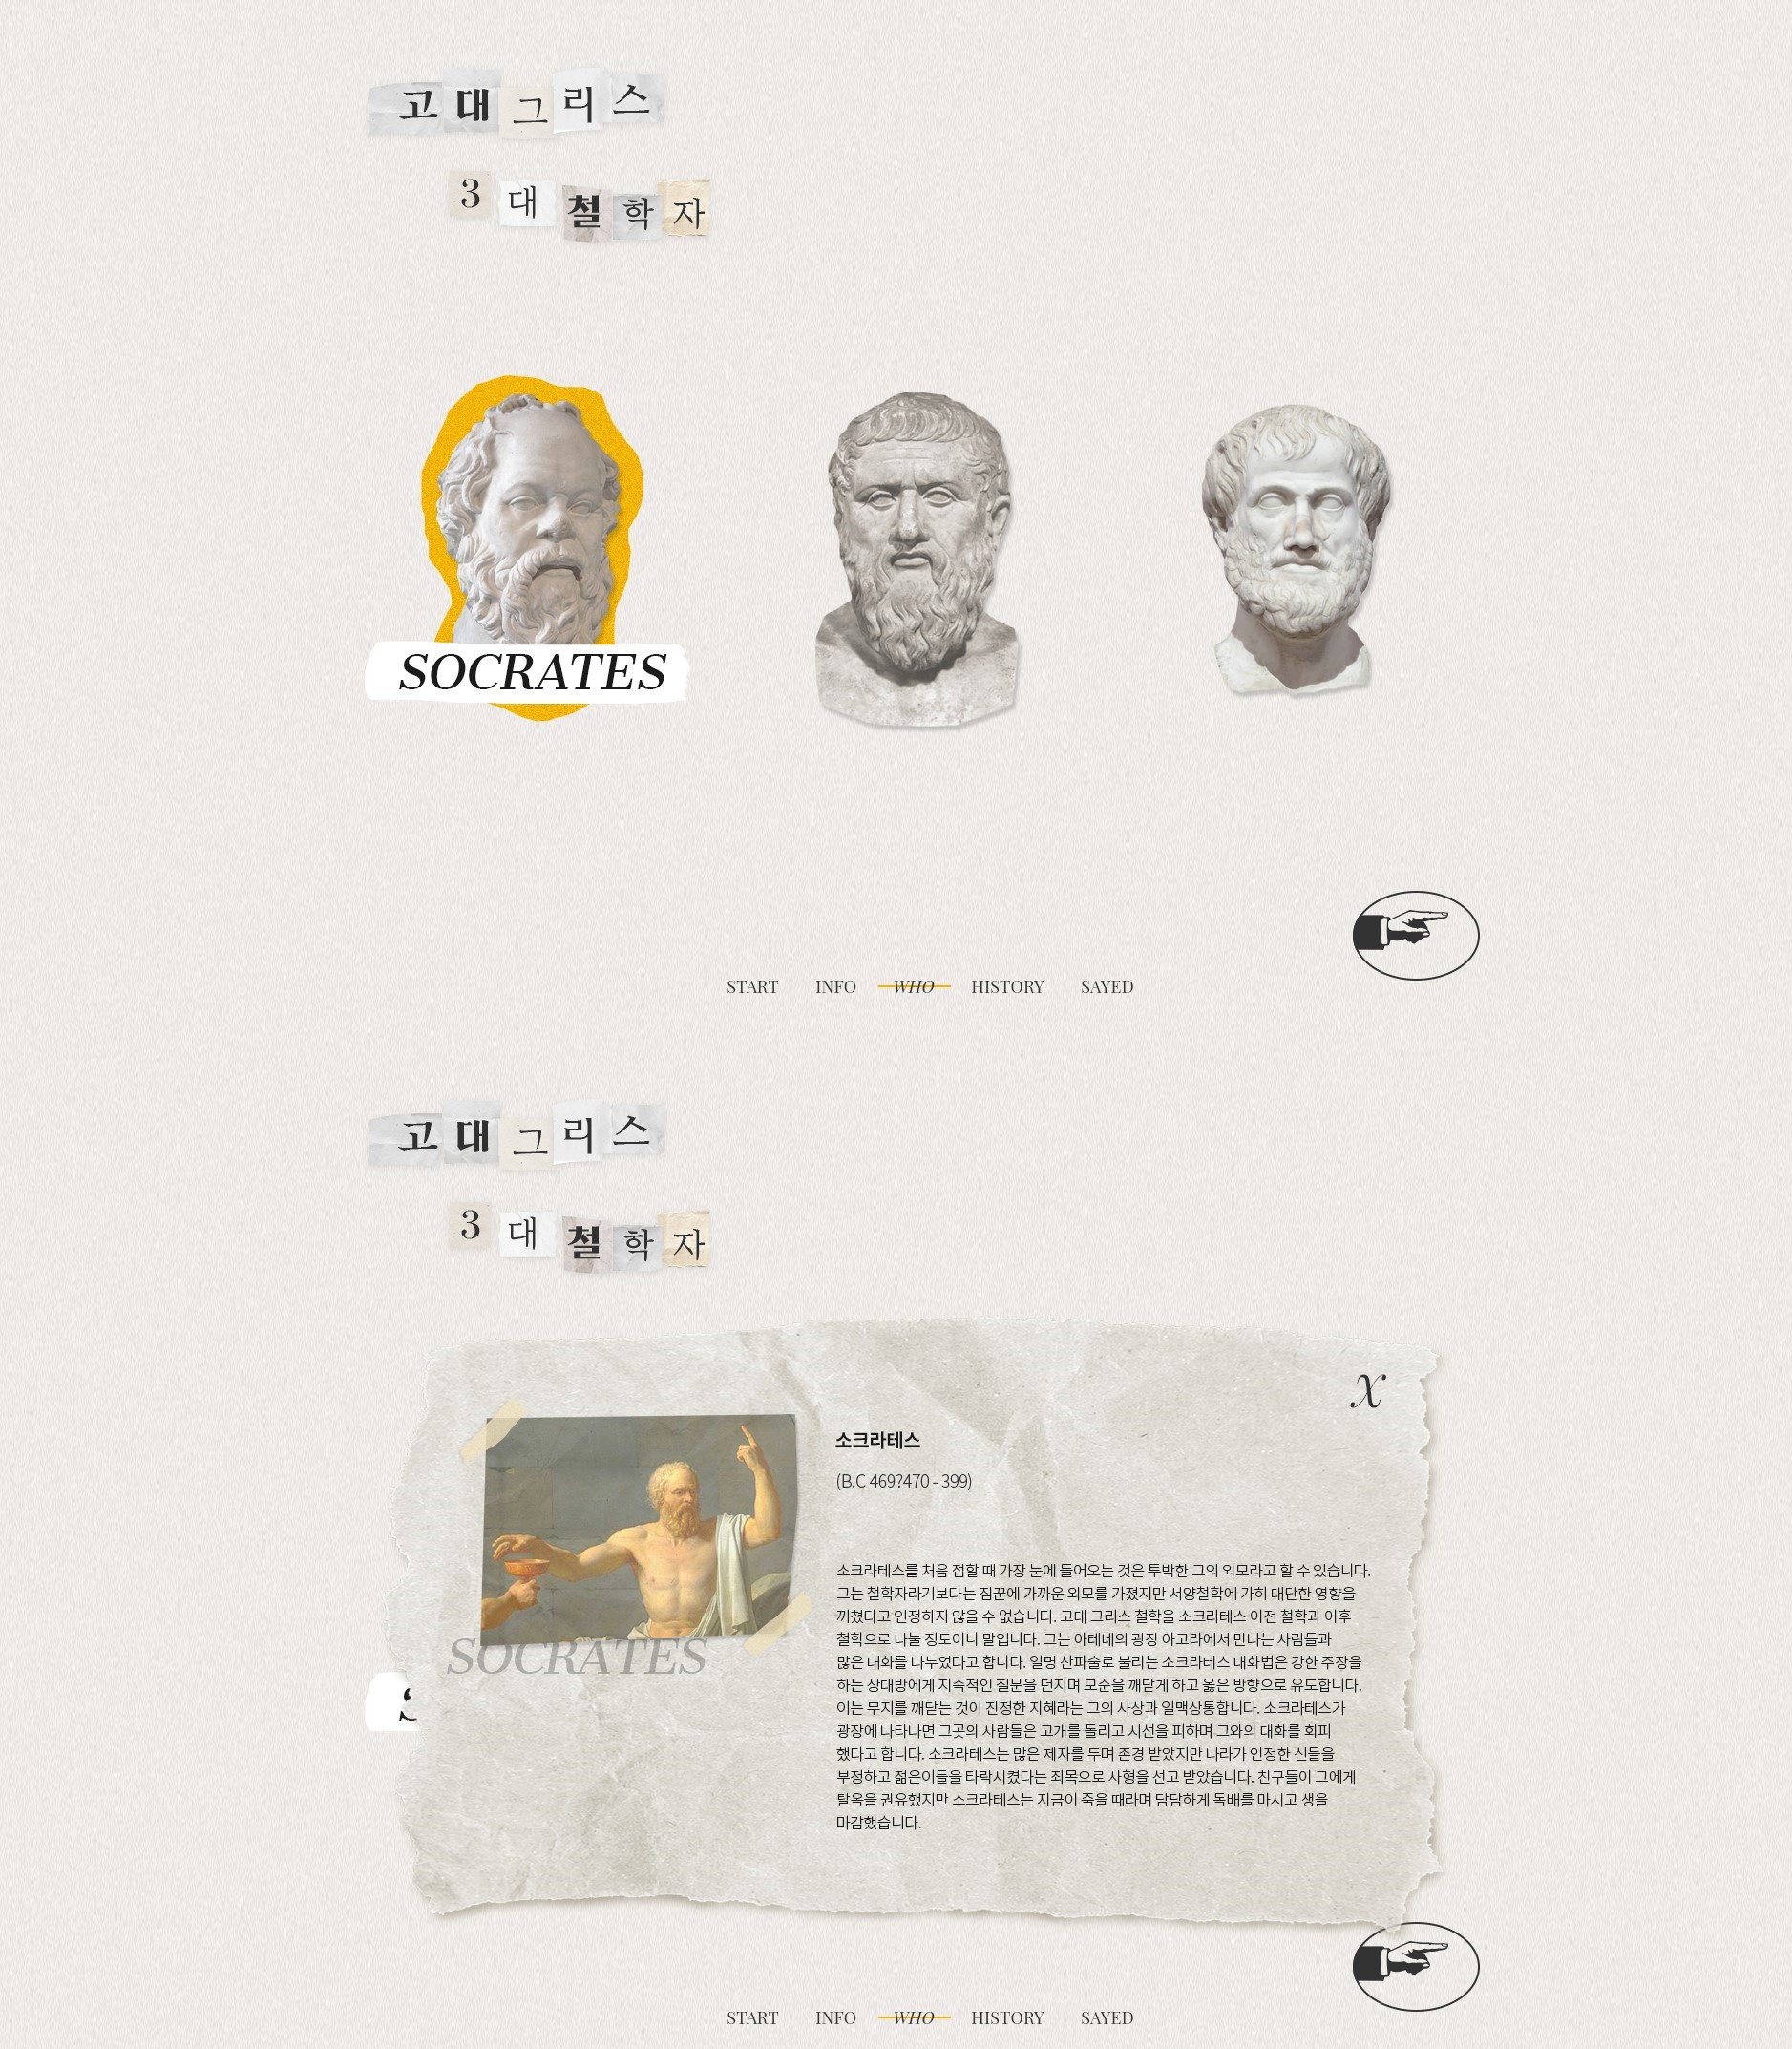 고대그리스
3대철학자
SOCRATES
START INFO WHO HISTORY SAYED
고대그리스
3대철학자
X
소크라테스
(B.C 469?470 - 399)
소크라테스를 처음 접할 때 가장 눈에 들어오는 것은 투박한 그의 외모라고 할 수 있습니다.
그는 철학자라기보다는 짐꾼에 가까운 외모를 가졌지만 서양철학에 가히 대단한 영향을
끼쳤다고 인정하지 않을 수 없습니다. 고대 그리스 철학을 소크라테스 이전 철학과 이후
철학으로 나눌 정도이니 말입니다. 그는 아테네의 광장 아고라에서 만나는 사람들과
많은 대화를 나누었다고 합니다. 일명 산파술로 불리는 소크라테스 대화법은 강한 주장을
하는 상대방에게 지속적인 질문을 던지며 모순을 깨닫게 하고 옳은 방향으로 유도합니다.
이는 무지를 깨닫는 것이 진정한 지혜라는 그의 사상과 일맥상통합니다. 소크라테스가
광장에 나타나면 그곳의 사람들은 고개를 돌리고 시선을 피하며 그와의 대화를 회피
했다고 합니다. 소크라테스는 많은 제자를 두며 존경 받았지만 나라가 인정한 신들을
부정하고 젊은이들을 타락시켰다는 죄목으로 사형을 선고 받았습니다. 친구들이 그에게
탈옥을 권유했지만 소크라테스는 지금이 죽을 때라며 담담하게 독배를 마시고 생을
마감했습니다.
SOCRATES
START INFO WHO HISTORY SAYED